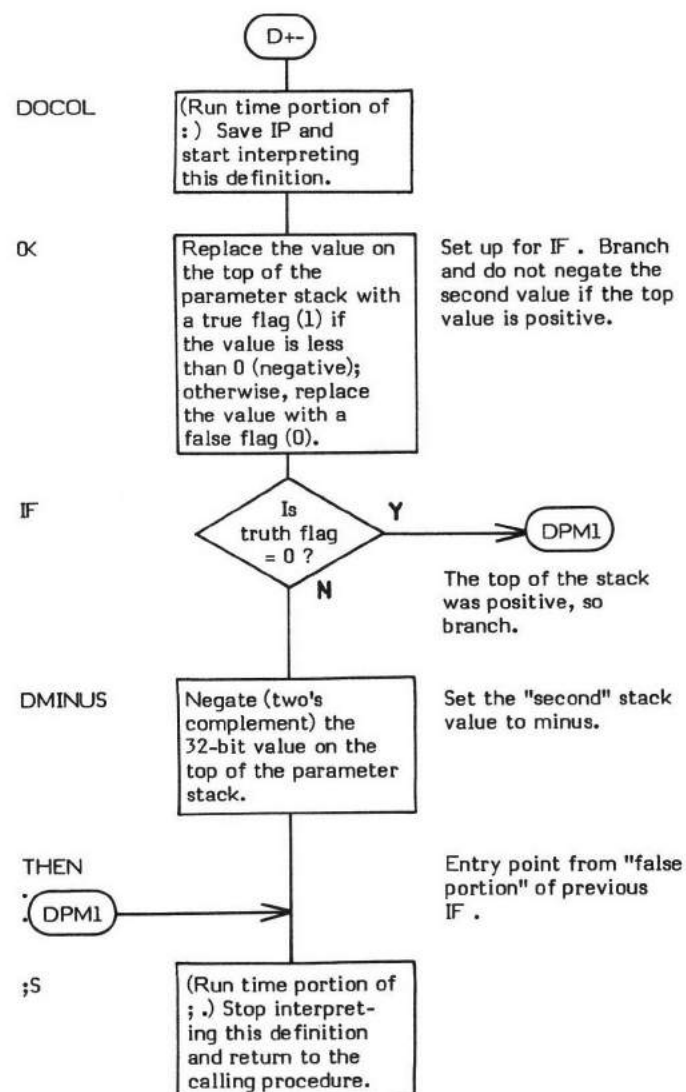 D+-
DOCOL
(Run time portion of
: ) Save IP and
start interpreting
this definition.
0<
Replace the value on
the top of the
parameter stack with
a true flag (1) if
the value is less
than 0 (negative);
otherwise, replace
the value with a
false flag (0).
Set up for IF . Branch
and do not negate the
second value if the top
value is positive.
IF
Is
truth flag
= 0 ?
Y
DPM1
N
The top of the stack
was positive, so
branch.
DMINUS
Negate (two's
complement) the
32-bit value on the
top of the parameter
stack.
Set the "second" stack
value to minus.
THEN
:
DPM1
Entry point from "false
portion" of previous
IF .
;S
(Run time portion of
; .) Stop interpret-
ing this definition
and return to the
calling procedure.